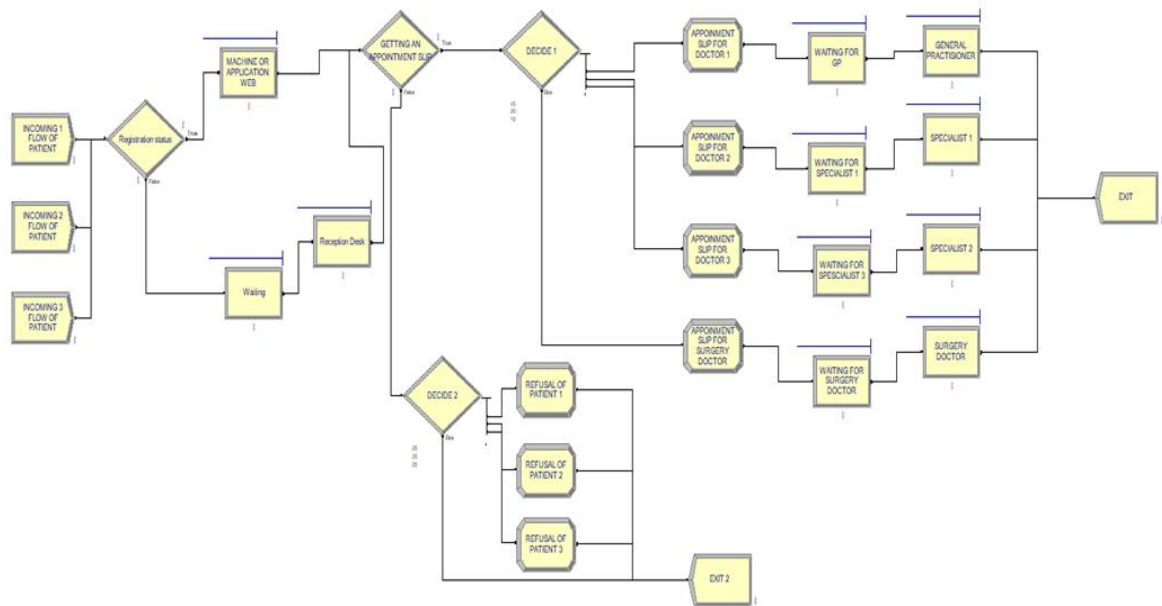 INCOMING 1
FLOW OF
PATIENT
INCOMING 2
FLOW OF
PATIENT
INCOMING 3
FLOW OF
PATIENT
Registration status
True
False
MACHINE OR
APPLICATION
WEB
Waiting
Reception Desk
GETTING AN
APPOINTMENT SLIP
True
False
DECIDE 1
Else
APPOINMENT
SLIP FOR
DOCTOR 1
WAITING FOR
GP
GENERAL
PRACTISIONER
APPOINMENT
SLIP FOR
DOCTOR 2
WAITING FOR
SPECIALIST 1
SPECIALIST 1
APPOINMENT
SLIP FOR
DOCTOR 3
WAITING FOR
SPESCIALIST 3
SPECIALIST 2
APPOINMENT
SLIP FOR
SURGERY
DOCTOR
WAITING FOR
SURGERY
DOCTOR
SURGERY
DOCTOR
EXIT
DECIDE 2
Else
REFUSAL OF
PATIENT 1
REFUSAL OF
PATIENT 2
REFUSAL OF
PATIENT 3
EXIT 2